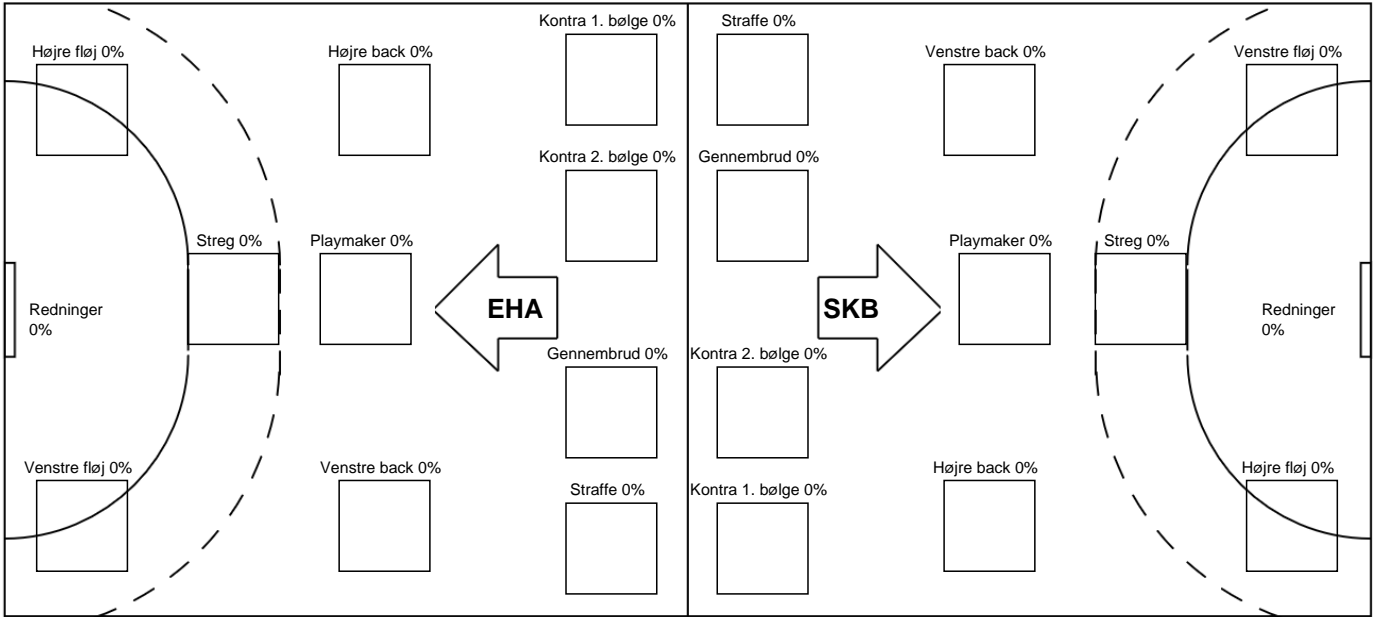 Kontra 1. bølge 0%
Straffe 0%
Højre fløj 0%
Højre back 0%
Venstre back 0%
Venstre fløj 0%
Kontra 2. bølge 0%
Gennembrud 0%
Streg 0%
Playmaker 0%
Playmaker 0%
Streg 0%
Redninger
0%
EHA
SKB
Redninger
0%
Gennembrud 0%
Kontra 2. bølge 0%
Venstre fløj 0%
Venstre back 0%
Højre back 0%
Højre fløj 0%
Straffe 0%
Kontra 1. bølge 0%